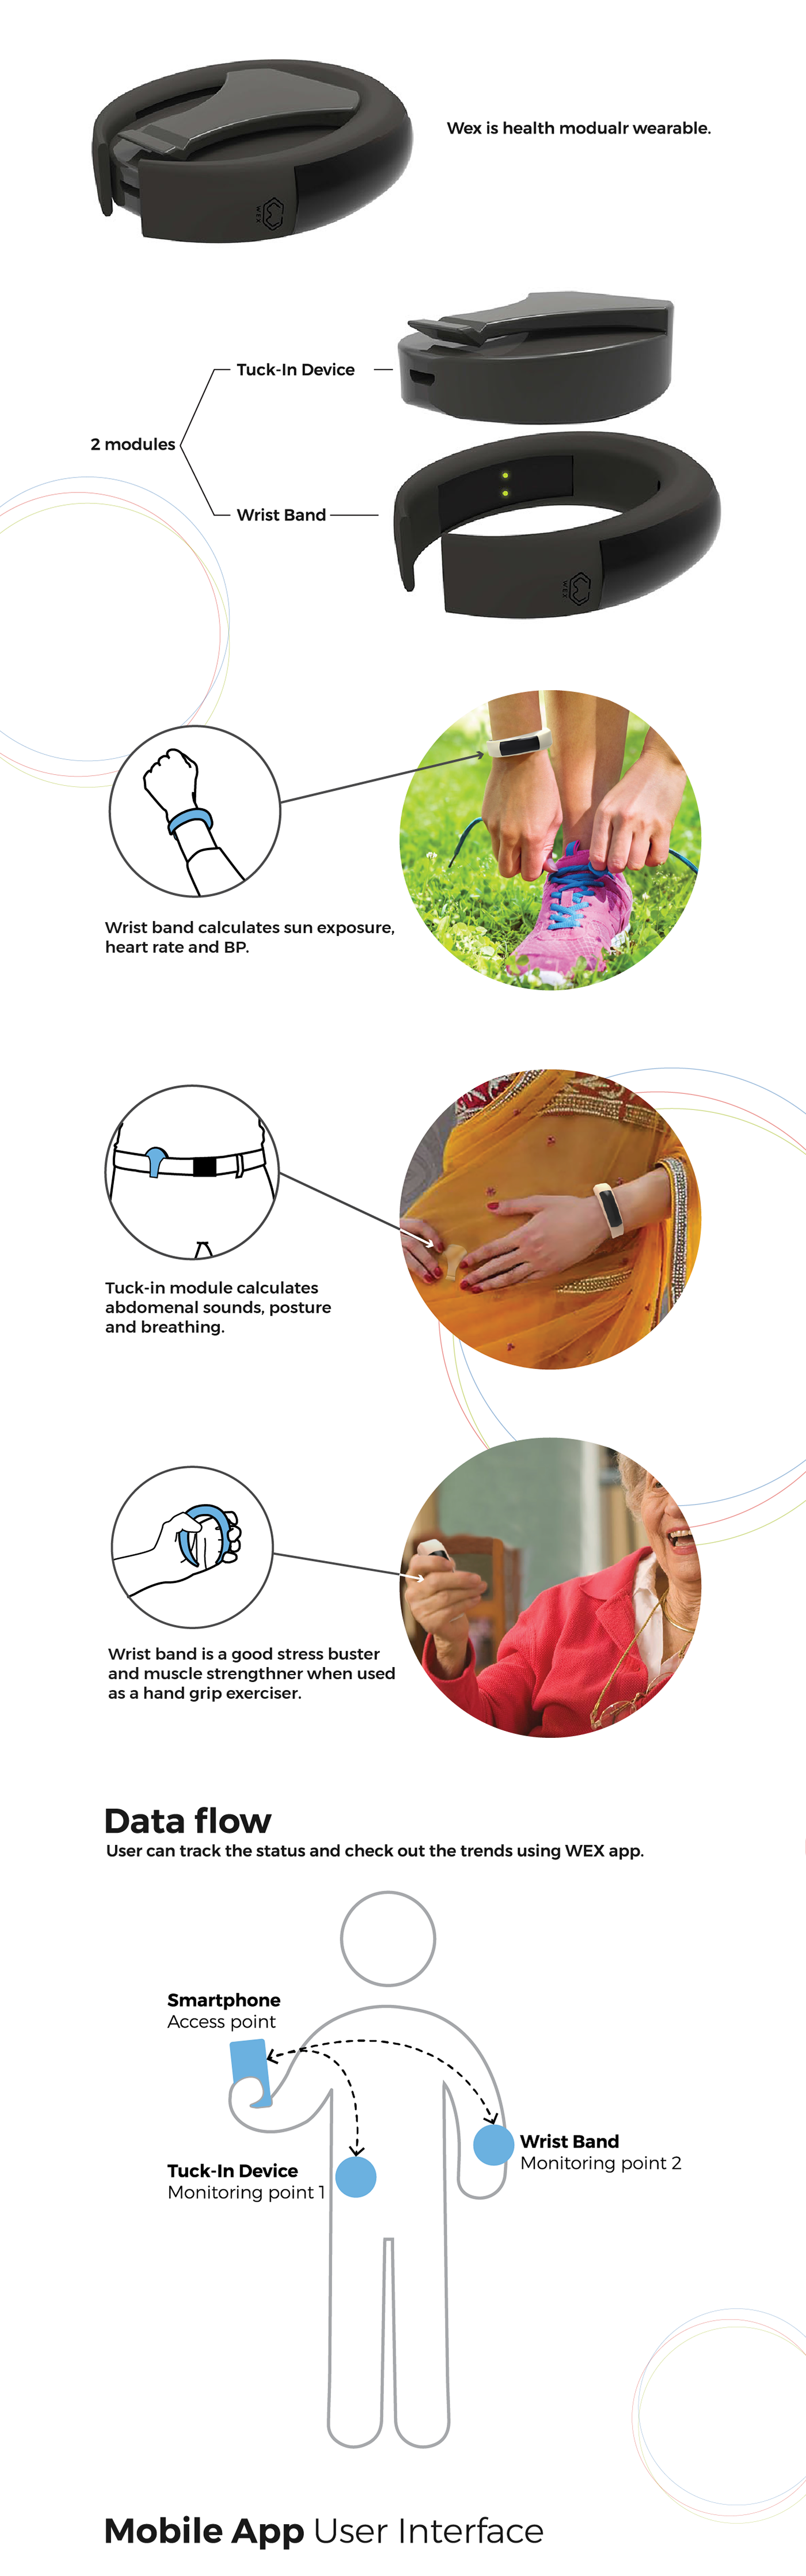 Wex is health modualr wearable.
WEX
Tuck-In Device
2 modules
Wrist Band
WEX
Wrist band calculates sun exposure,
heart rate and BP.
Tuck-in module calculates
abdomenal sounds, posture
and breathing.
Wrist band is a good stress buster
and muscle strengthner when used
as a hand grip exerciser.
Data flow
User can track the status and check out the trends using WEX app.
Smartphone
Access point
Wrist Band
Monitoring point 2
Tuck-In Device
Monitoring point 1
Mobile App User Interface